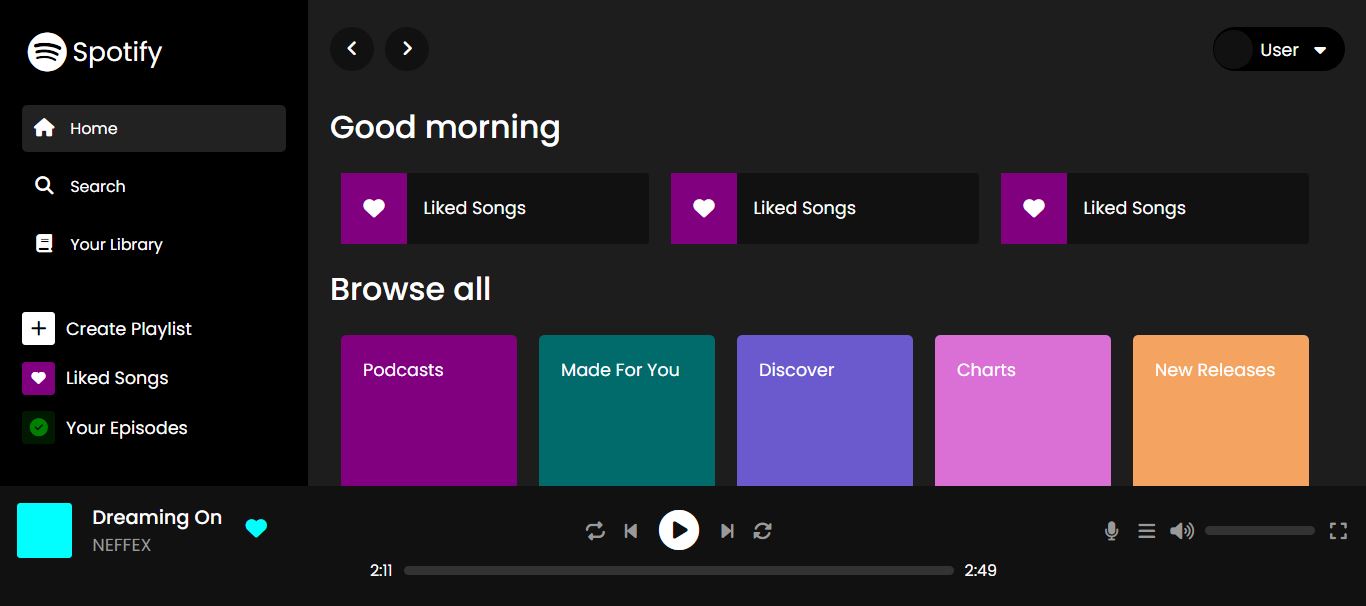 Spotify
Home
Search
Your Library
Create Playlist
Liked Songs
Your Episodes
User
Good morning
Liked Songs
Liked Songs
Liked Songs
Browse all
Podcasts
Made For You
Discover
Charts
New Releases
Dreaming On
NEFFEX
2:11
2:49